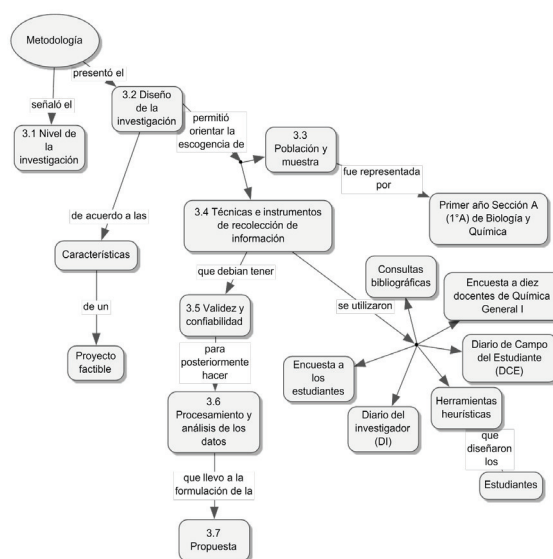 Metodología
presentó el
señaló el
3.1 Nivel de
la
investigación
3.2 Diseño
de la
investigación
permitió
orientar la
escogencia de
3.3
Población y
muestra
fue representada
por
Primer año Sección A
(1°A) de Biología y
Química
de acuerdo a las
Características
de un
Proyecto
factible
3.4 Técnicas e instrumentos
de recolección de
información
que debian tener
3.5 Validez y
confiabilidad
para
posteriormente
hacer
3.6
Procesamiento y
análisis de los
datos
que llevo a la
formulación de la
3.7
Propuesta
se utilizaron
Consultas
bibliográficas
Encuesta a diez
docentes de Química
General I
Diario de Campo
del Estudiante
(DCE)
Encuesta a
los
estudiantes
Diario del
investigador
(DI)
Herramientas
heurísticas
que
diseñaron
los
Estudiantes